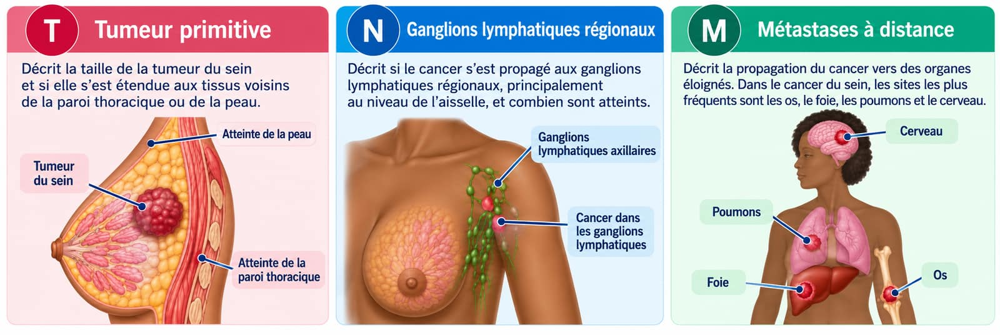 T Tumeur primitive
Décrit la taille de la tumeur du sein
et si elle s'est étendue aux tissus voisins
de la paroi thoracique ou de la peau.
Atteinte de la peau
Tumeur
du sein
Atteinte de la
paroi thoracique
N Ganglions lymphatiques régionaux
Décrit si le cancer s'est propagé aux ganglions
lymphatiques régionaux, principalement
au niveau de l'aisselle, et combien sont atteints.
Ganglions
lymphatiques axillaires
Cancer dans
les ganglions
lymphatiques
M Métastases à distance
Décrit la propagation du cancer vers des organes
éloignés. Dans le cancer du sein, les sites les plus
fréquents sont les os, le foie, les poumons et le cerveau.
Cerveau
Poumons
Foie
Os